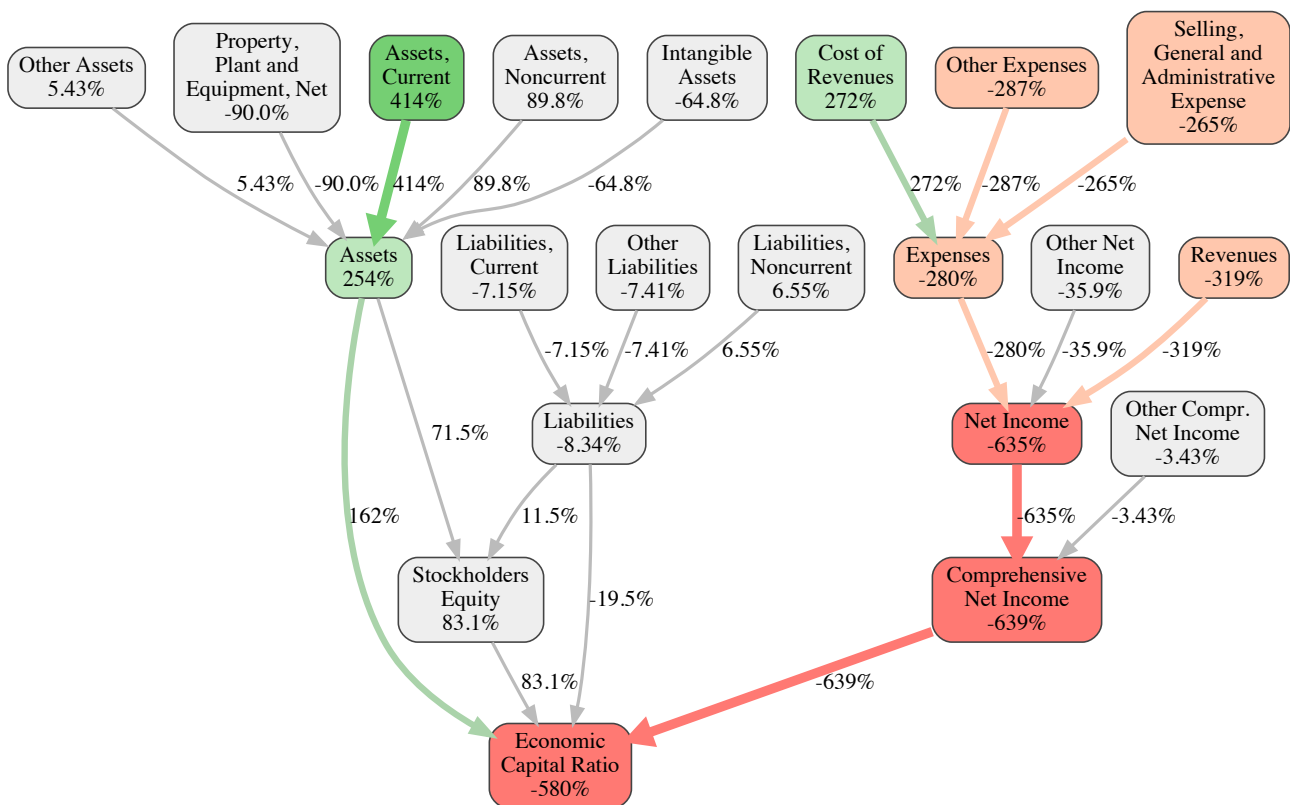 Other Assets
5.43%
Property,
Plant and
Equipment, Net
-90.0%
Assets,
Current
414%
Assets,
Noncurrent
89.8%
Intangible
Assets
-64.8%
Cost of
Revenues
272%
Other Expenses
-287%
Selling,
General and
Administrative
Expense
-265%
5.43%
-90.0%
414%
89.8%
-64.8%
272%
-287%
-265%
Assets
254%
Liabilities,
Current
-7.15%
Other
Liabilities
-7.41%
Liabilities,
Noncurrent
6.55%
Expenses
-280%
Other Net
Income
-35.9%
Revenues
-319%
-7.15%
-7.41%
6.55%
-280%
-35.9%
-319%
71.5%
Liabilities
-8.34%
Net Income
-635%
Other Compr.
Net Income
-3.43%
162%
11.5%
-635%
-3.43%
Stockholders
Equity
83.1%
-19.5%
Comprehensive
Net Income
-639%
83.1%
-639%
Economic
Capital Ratio
-580%